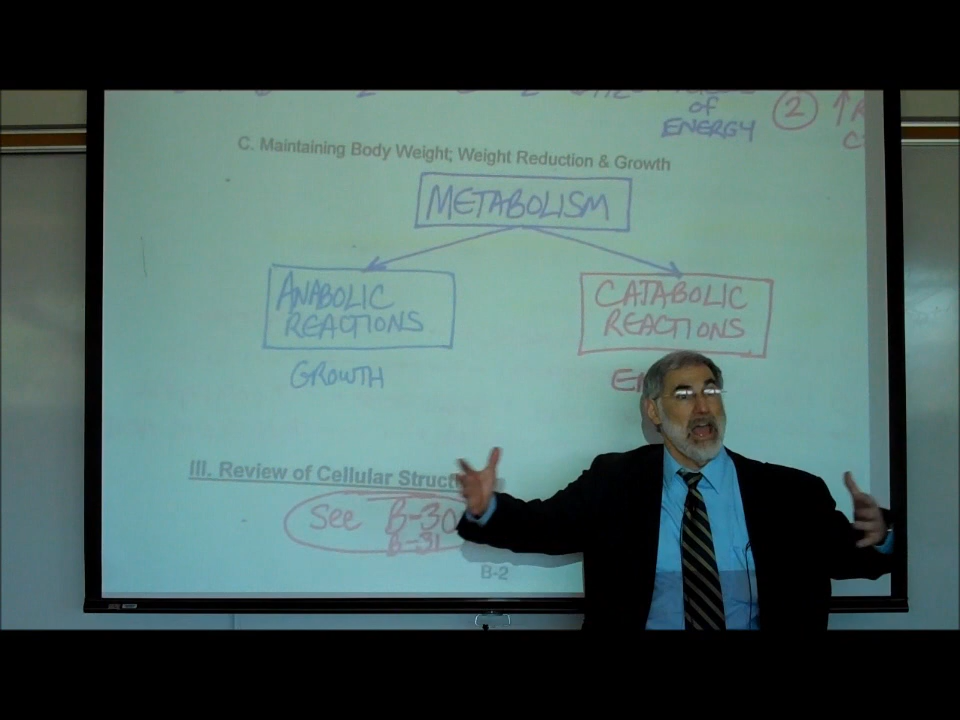 of
ENERGY
2
C. Maintaining Body Weight; Weight Reduction & Growth
METABOLISM
ANABOLIC
REACTIONS
CATABOLIC
REACTIONS
GROWTH
III. Review of Cellular
See B-30
B-31
B-2